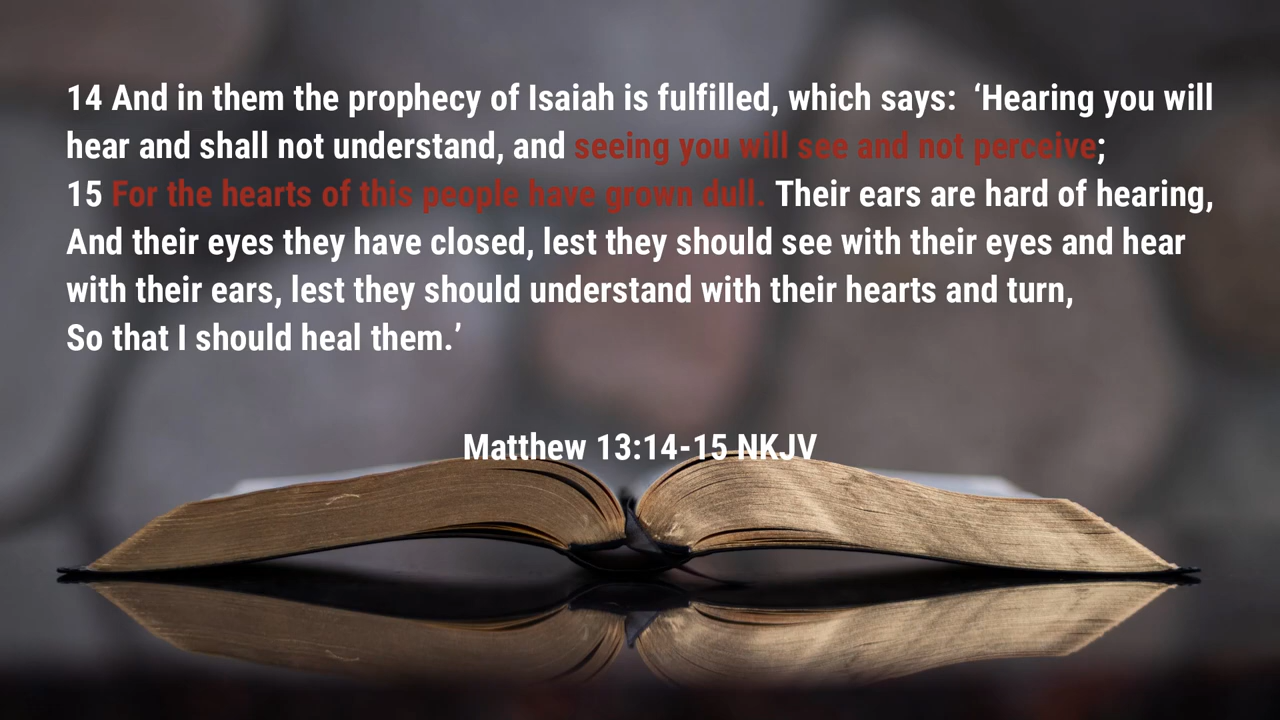 14 And in them the prophecy of Isaiah is fulfilled, which says:  ‘Hearing you will
hear and shall not understand, and seeing you will see and not perceive;
15 For the hearts of this people have grown dull. Their ears are hard of hearing,
And their eyes they have closed, lest they should see with their eyes and hear
with their ears, lest they should understand with their hearts and turn,
So that I should heal them.’
Matthew 13:14-15 NKJV